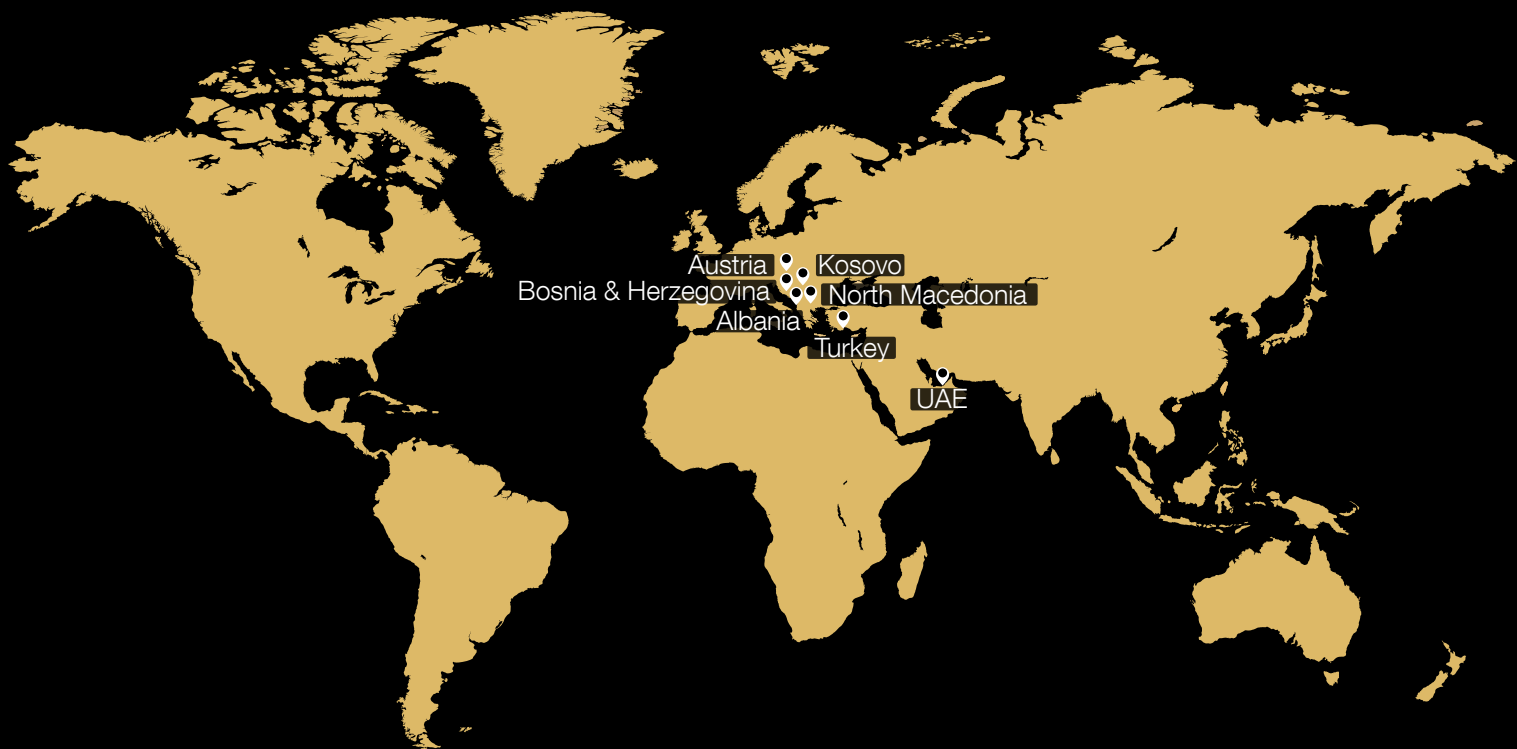 Austria
Kosovo
Bosnia & Herzegovina
North Macedonia
Albania
Turkey
UAE